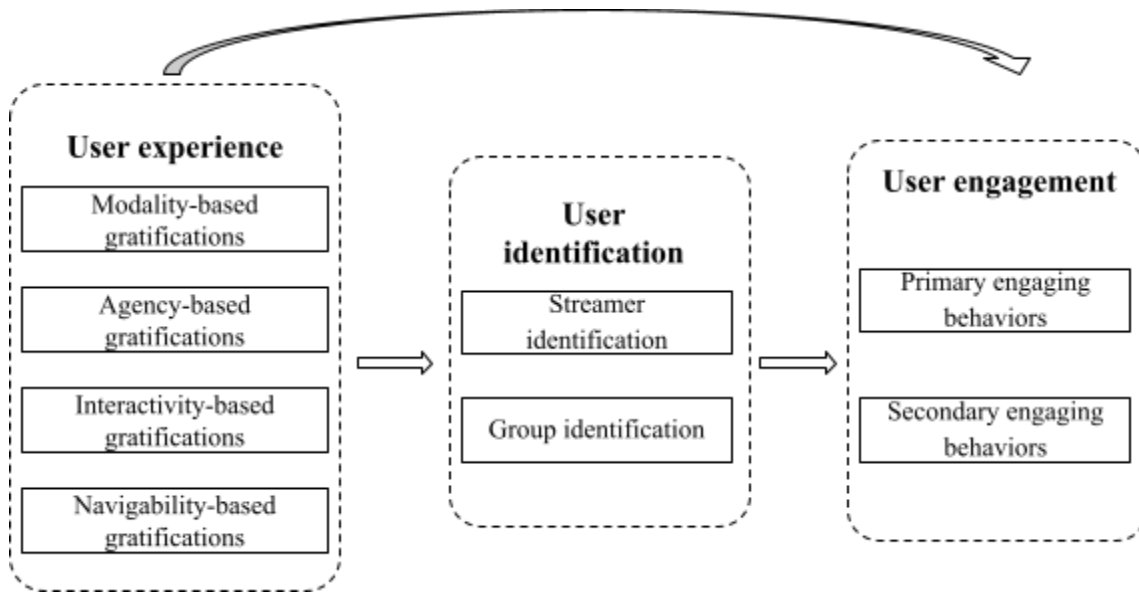 User experience
Modality-based
gratifications
Agency-based
gratifications
Interactivity-based
gratifications
Navigability-based
gratifications
User
identification
Streamer
identification
Group identification
User engagement
Primary engaging
behaviors
Secondary engaging
behaviors